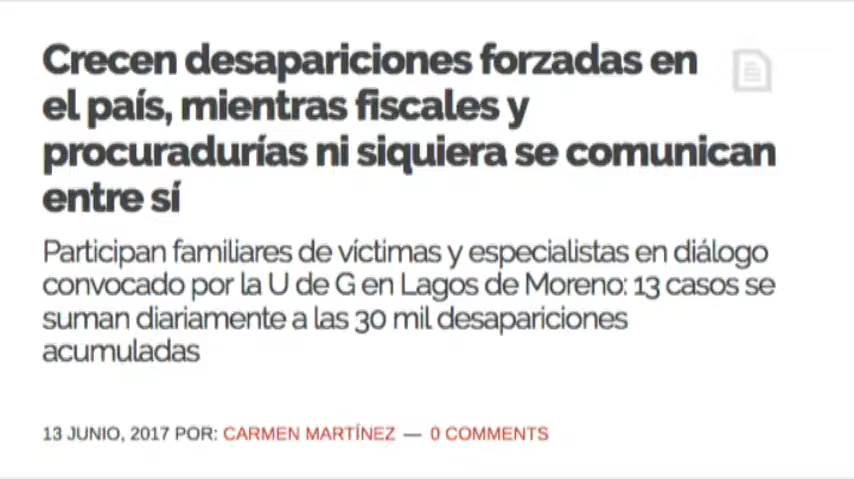 Crecen desapariciones forzadas en
el país, mientras fiscales y
procuradurías ni siquiera se comunican
entre sí
Participan familiares de víctimas y especialistas en diálogo
convocado por la U de G en Lagos de Moreno: 13 casos se
suman diariamente a las 30 mil desapariciones
acumuladas
13 JUNIO, 2017 POR: CARMEN MARTÍNEZ — 0 COMMENTS